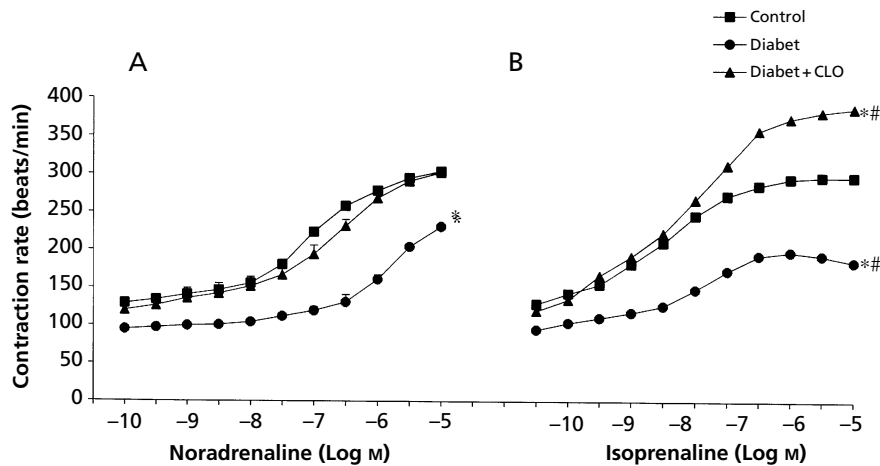 Control
Diabet
Diabet + CLO
A
B
Contraction rate (beats/min)
400
350
300
250
200
150
100
50
0
*
*
*#
*#
–10 –9 –8 –7 –6 –5
–10 –9 –8 –7 –6 –5
Noradrenaline (Log M)
Isoprenaline (Log M)